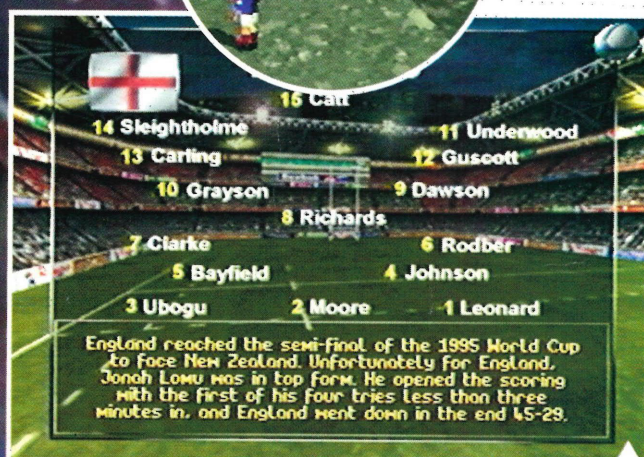 15 Catt
14 Sleightholme 11 Underwood
13 Carling 12 Guscott
10 Grayson 9 Dawson
8 Richards
7 Clarke 6 Rodber
5 Bayfield 4 Johnson
3 Ubogu 2 Moore 1 Leonard
England reached the semi-final of the 1995 World Cup
to face New Zealand. Unfortunately for England,
Jonah Lomu was in top form. He opened the scoring
with the first of his four tries less than three
minutes in, and England went down in the end 45-29.